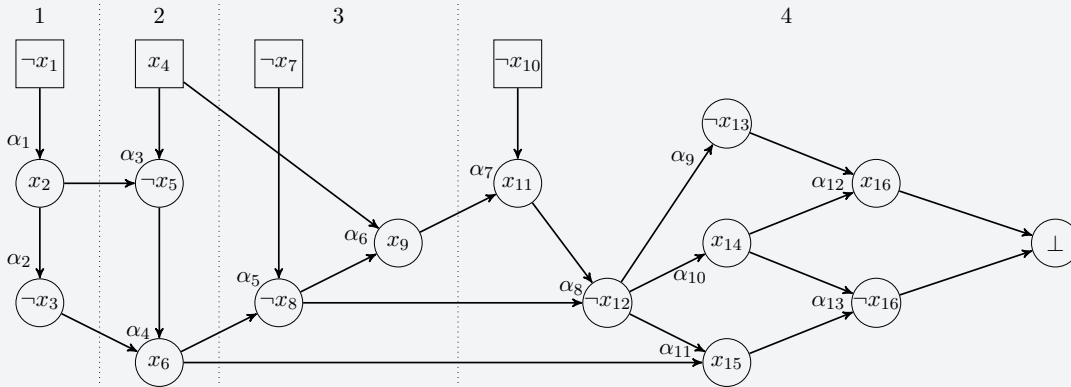 1 2 3 4
¬x₁ x₄ ¬x₇ ¬x₁₀
¬x₁₃
α₁ α₃ α₇ α₉
x₂ ¬x₅ x₁₁ α₁₂ x₁₆
α₆ x₉ x₁₄ ⊥
α₂ α₅ α₈ α₁₀
¬x₃ ¬x₈ ¬x₁₂ α₁₃ ¬x₁₆
α₄ α₁₁
x₆ x₁₅